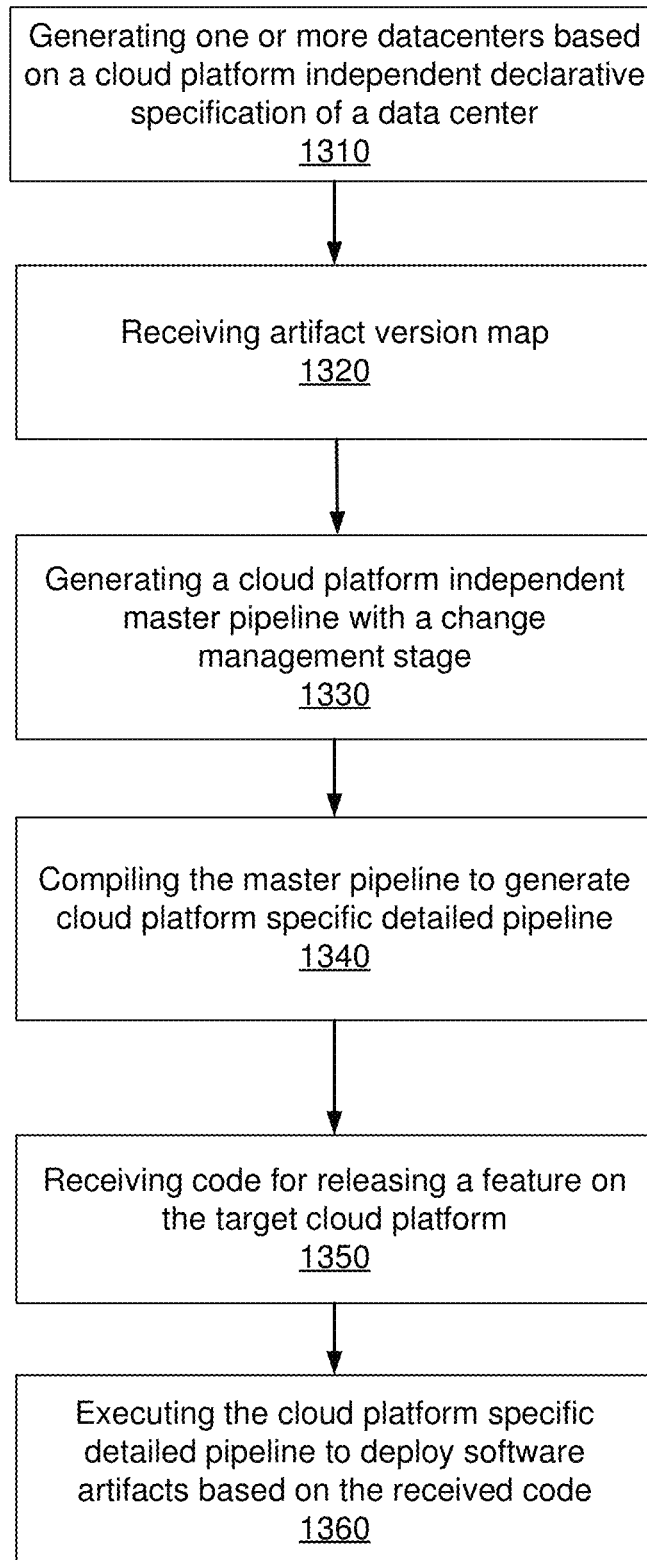 Generating one or more datacenters based
on a cloud platform independent declarative
specification of a data center
1310
Receiving artifact version map
1320
Generating a cloud platform independent
master pipeline with a change
management stage
1330
Compiling the master pipeline to generate
cloud platform specific detailed pipeline
1340
Receiving code for releasing a feature on
the target cloud platform
1350
Executing the cloud platform specific
detailed pipeline to deploy software
artifacts based on the received code
1360